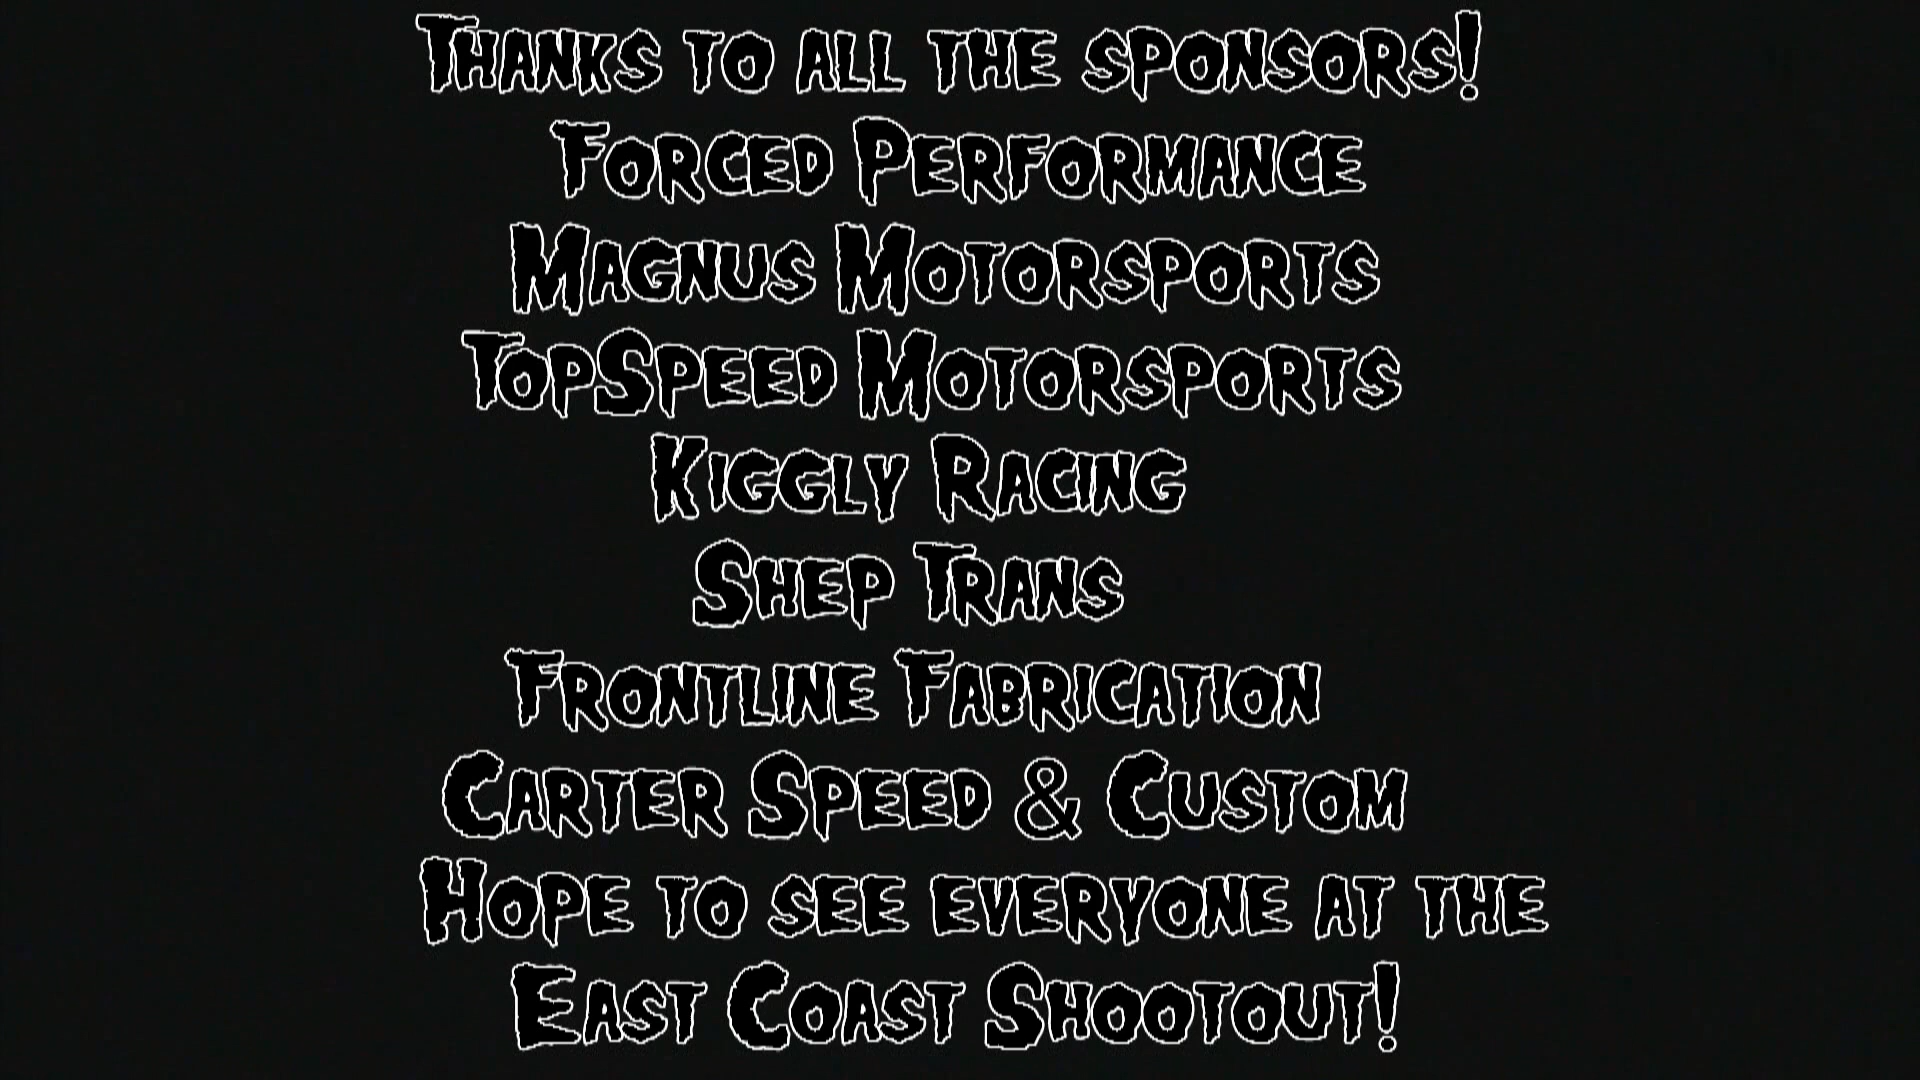 Thanks to all the sponsors!
Forced Performance
Magnus Motorsports
TopSpeed Motorsports
Kiggly Racing
Shep Trans
Frontline Fabrication
Carter Speed & Custom
Hope to see everyone at the
East Coast Shootout!